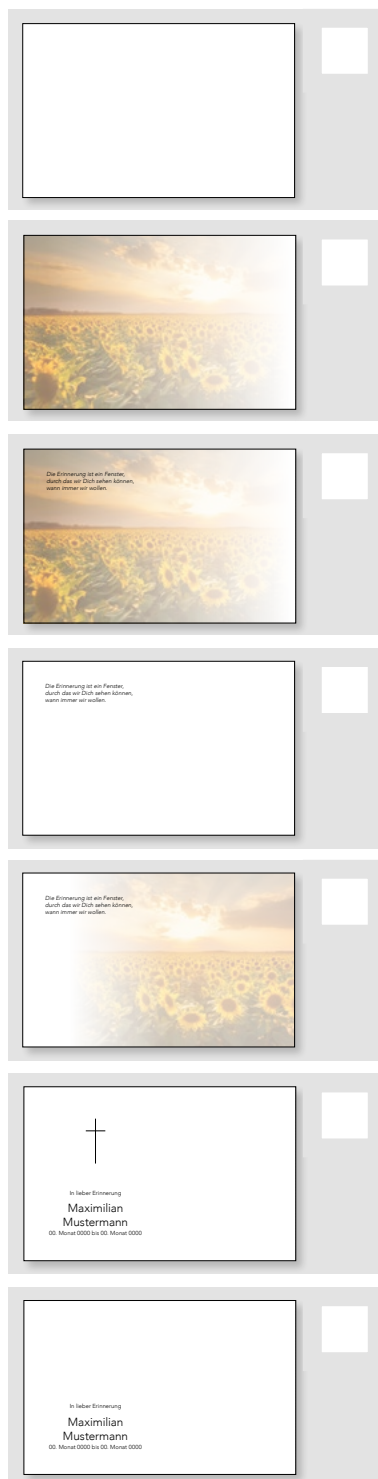 Die Erinnerung ist ein Fenster,
durch das wir Dich sehen können,
wann immer wir wollen.
Die Erinnerung ist ein Fenster,
durch das wir Dich sehen können,
wann immer wir wollen.
Die Erinnerung ist ein Fenster,
durch das wir Dich sehen können,
wann immer wir wollen.
In lieber Erinnerung
Maximilian
Mustermann
00. Monat 0000 bis 00. Monat 0000
In lieber Erinnerung
Maximilian
Mustermann
00. Monat 0000 bis 00. Monat 0000